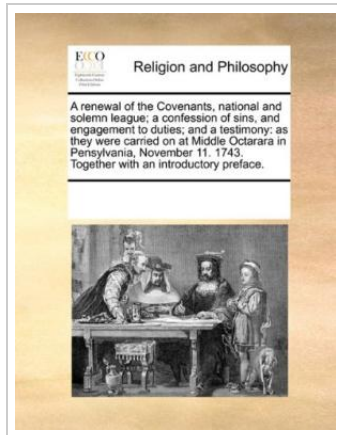 ECCO
Religion and Philosophy
A renewal of the Covenants, national and
solemn league; a confession of sins, and
engagement to duties; and a testimony: as
they were carried on at Middle Octarara in
Pensylvania, November 11. 1743.
Together with an introductory preface.